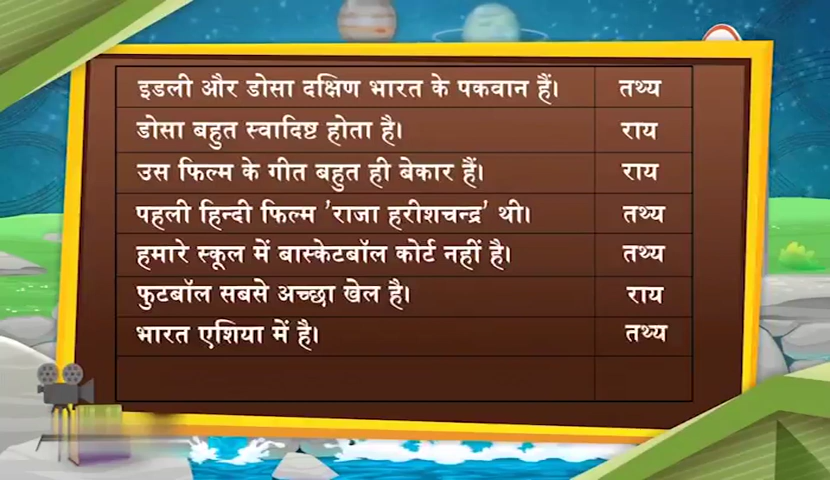 इडली और डोसा दक्षिण भारत के पकवान हैं। तथ्य
डोसा बहुत स्वादिष्ट होता है। राय
उस फिल्म के गीत बहुत ही बेकार हैं। राय
पहली हिन्दी फिल्म ’राजा हरीशचन्द्र’ थी। तथ्य
हमारे स्कूल में बास्केटबॉल कोर्ट नहीं है। तथ्य
फुटबॉल सबसे अच्छा खेल है। राय
भारत एशिया में है। तथ्य